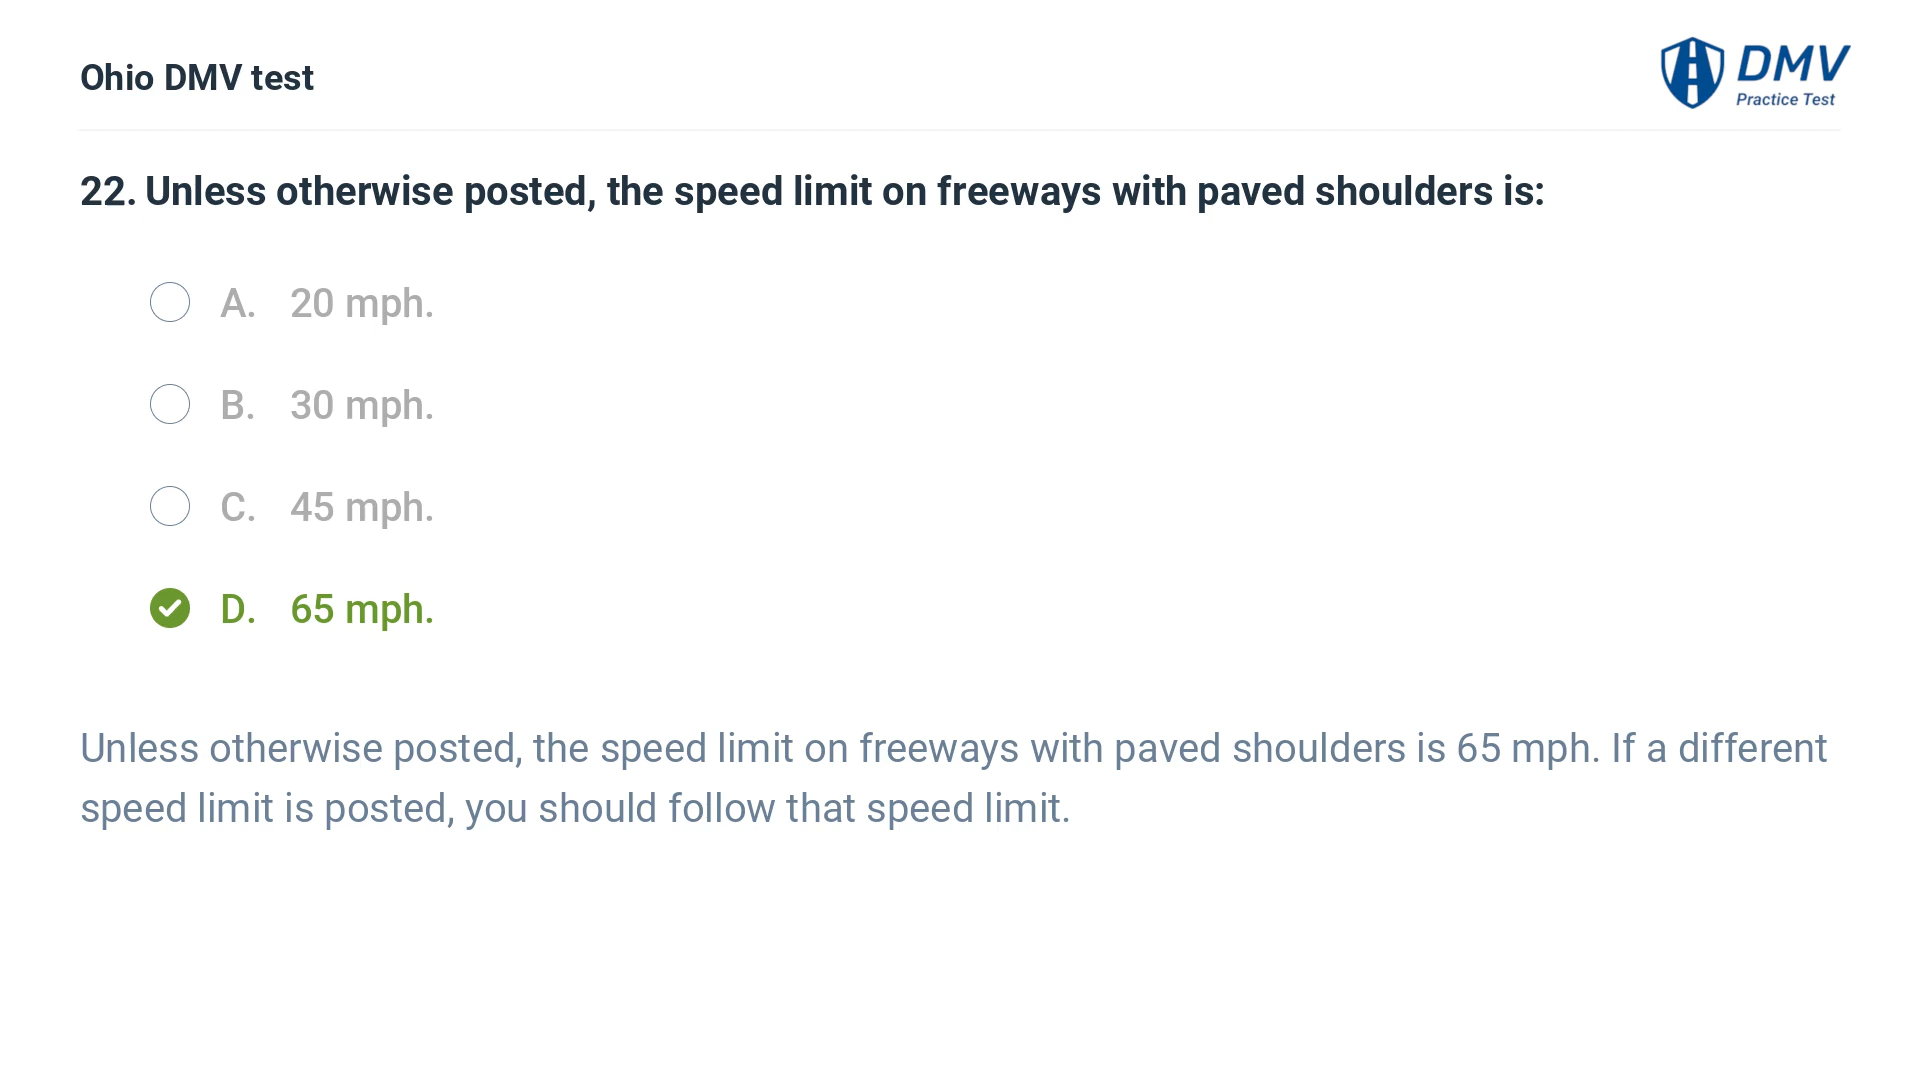 Ohio DMV test
DMV
Practice Test
22. Unless otherwise posted, the speed limit on freeways with paved shoulders is:
A. 20 mph.
B. 30 mph.
C. 45 mph.
D. 65 mph.
Unless otherwise posted, the speed limit on freeways with paved shoulders is 65 mph. If a different
speed limit is posted, you should follow that speed limit.